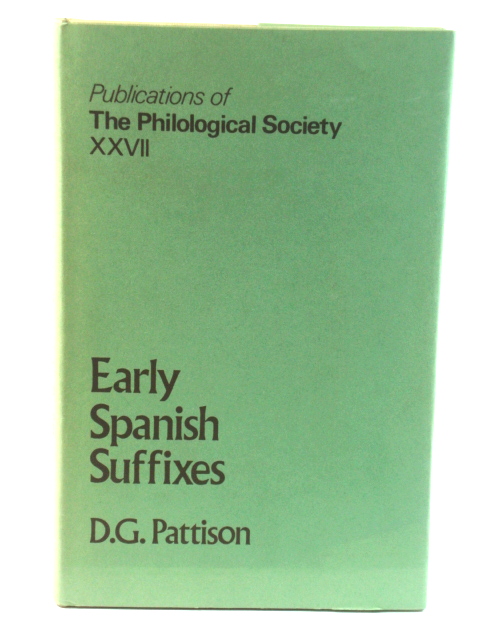 Publications of
The Philological Society
XXVII
Early
Spanish
Suffixes
D.G. Pattison